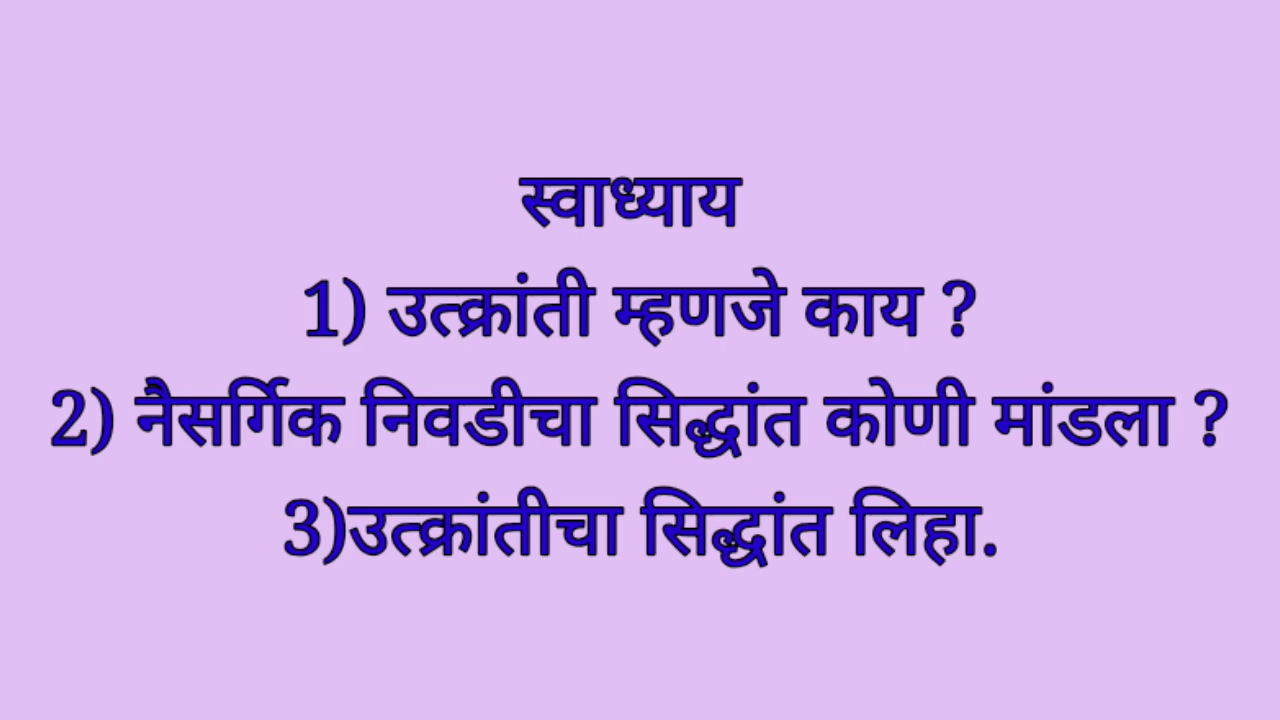 स्वाध्याय
1) उत्क्रांती म्हणजे काय ?
2) नैसर्गिक निवडीचा सिद्धांत कोणी मांडला ?
3)उत्क्रांतीचा सिद्धांत लिहा.